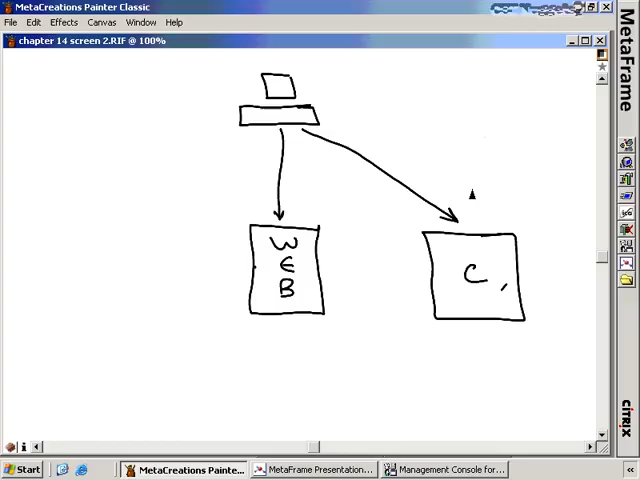 MetaCreations Painter Classic
File Edit Effects Canvas Window Help
chapter 14 screen 2.RIF @ 100%
W
E
B
C
MetaFrame
CITRIX
Start
MetaCreations Painte...
MetaFrame Presentation...
Management Console for...